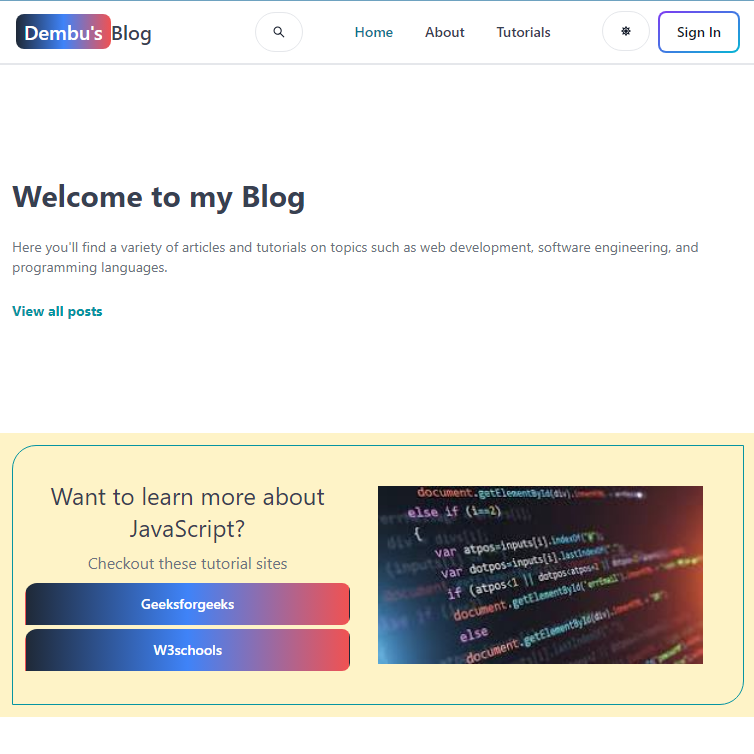 Dembu's Blog
Home About Tutorials Sign In
Welcome to my Blog
Here you'll find a variety of articles and tutorials on topics such as web development, software engineering, and
programming languages.
View all posts
Want to learn more about
JavaScript?
Checkout these tutorial sites
Geeksforgeeks
W3schools
document.getElementById(div).
else if (i==2)
{
var atpos=inputs[i].indexOf("@");
var dotpos=inputs[i].lastIndexOf(
if (atpos<1 || dotpos<atpos+
document.getElementById('errEmail')
else
document.getElementById(div)